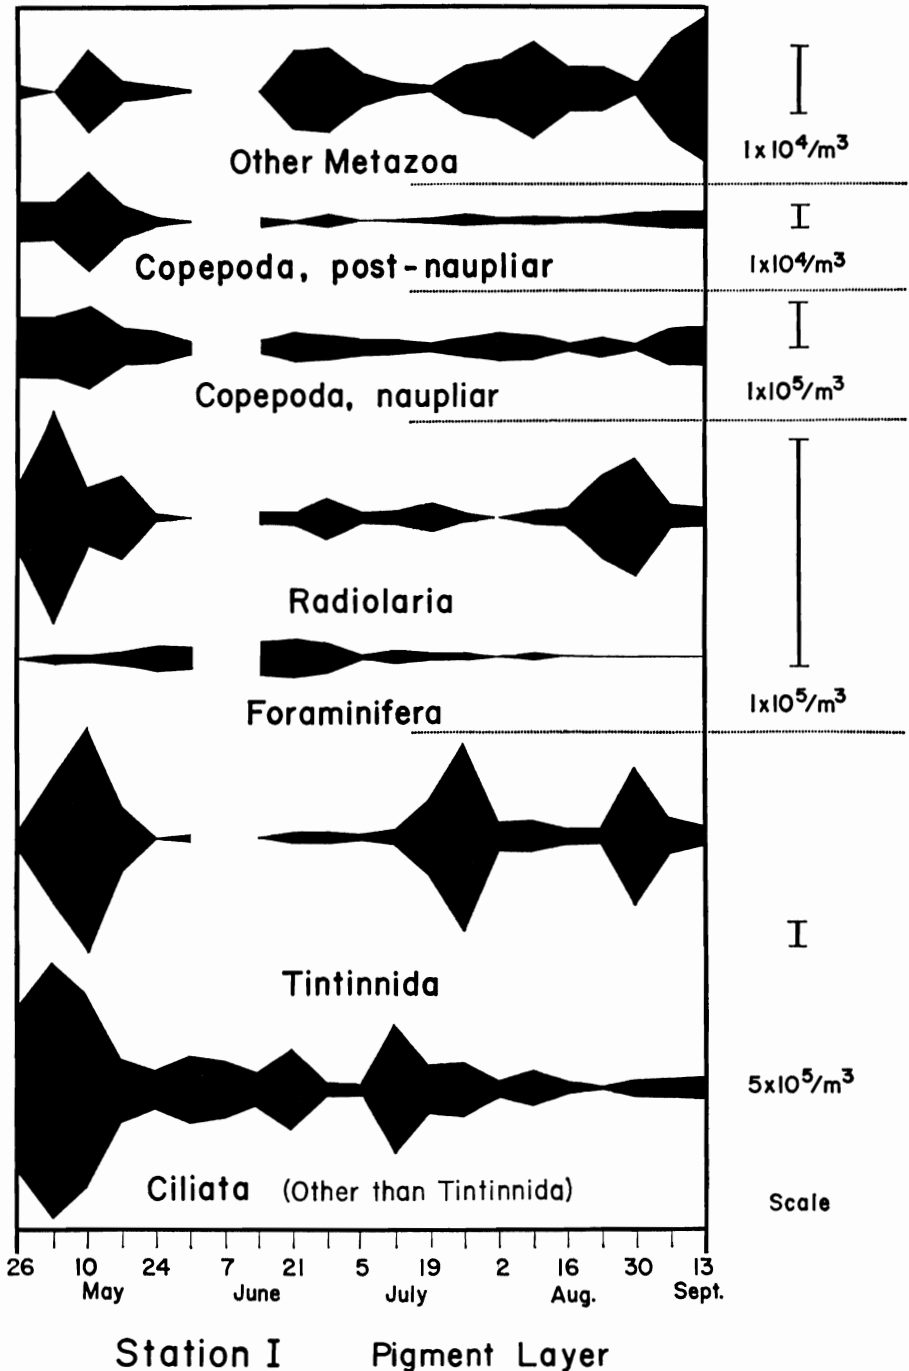 Other Metazoa
1x10⁴/m³
Copepoda, post-naupliar
1x10⁴/m³
Copepoda, naupliar
1x10⁵/m³
Radiolaria
Foraminifera
1x10⁵/m³
Tintinnida
5x10⁵/m³
Ciliata (Other than Tintinnida)
Scale
26 10 24 7 21 5 19 2 16 30 13
May June July Aug. Sept.
Station I Pigment Layer